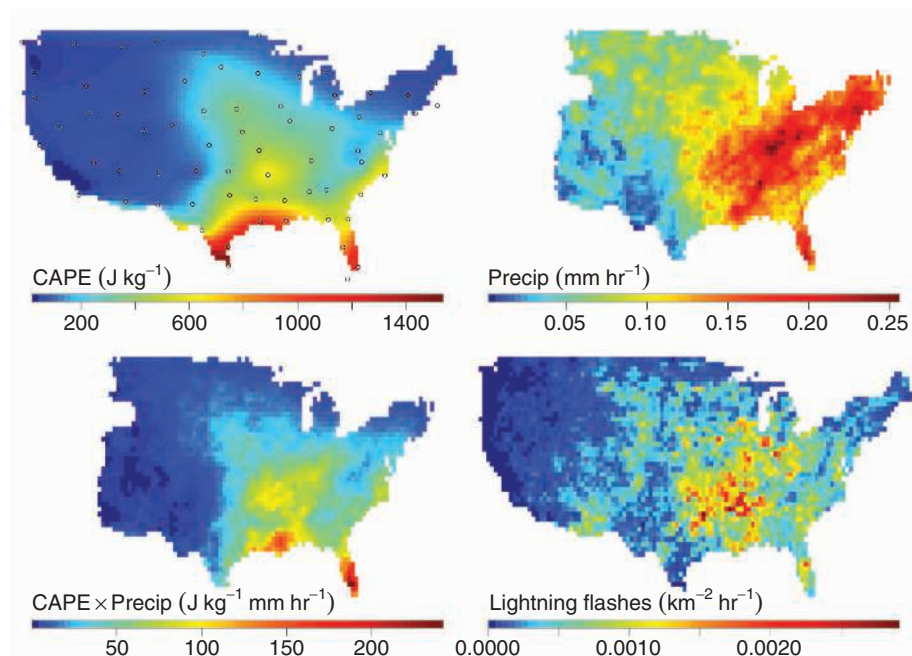 CAPE (J kg⁻¹)
200 600 1000 1400
Precip (mm hr⁻¹)
0.05 0.10 0.15 0.20 0.25
CAPE × Precip (J kg⁻¹ mm hr⁻¹)
50 100 150 200
Lightning flashes (km⁻² hr⁻¹)
0.0000 0.0010 0.0020